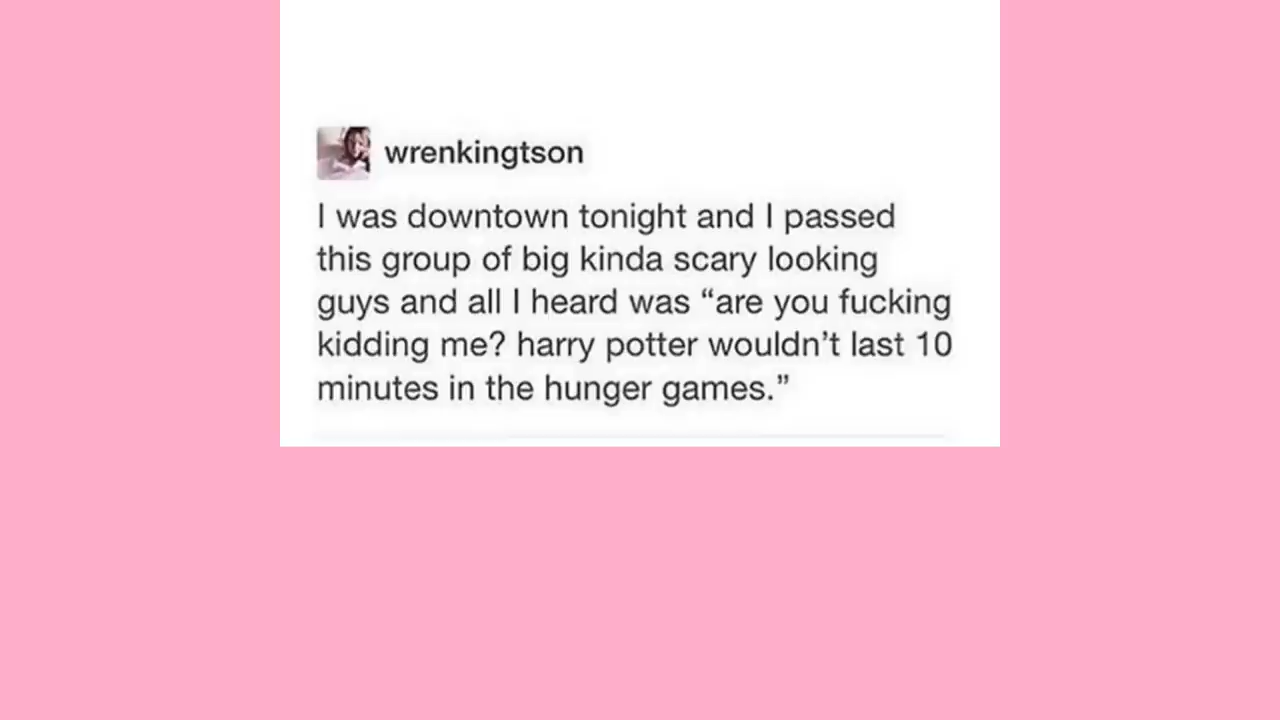 wrenkingtson
I was downtown tonight and I passed
this group of big kinda scary looking
guys and all I heard was “are you fucking
kidding me? harry potter wouldn’t last 10
minutes in the hunger games.”